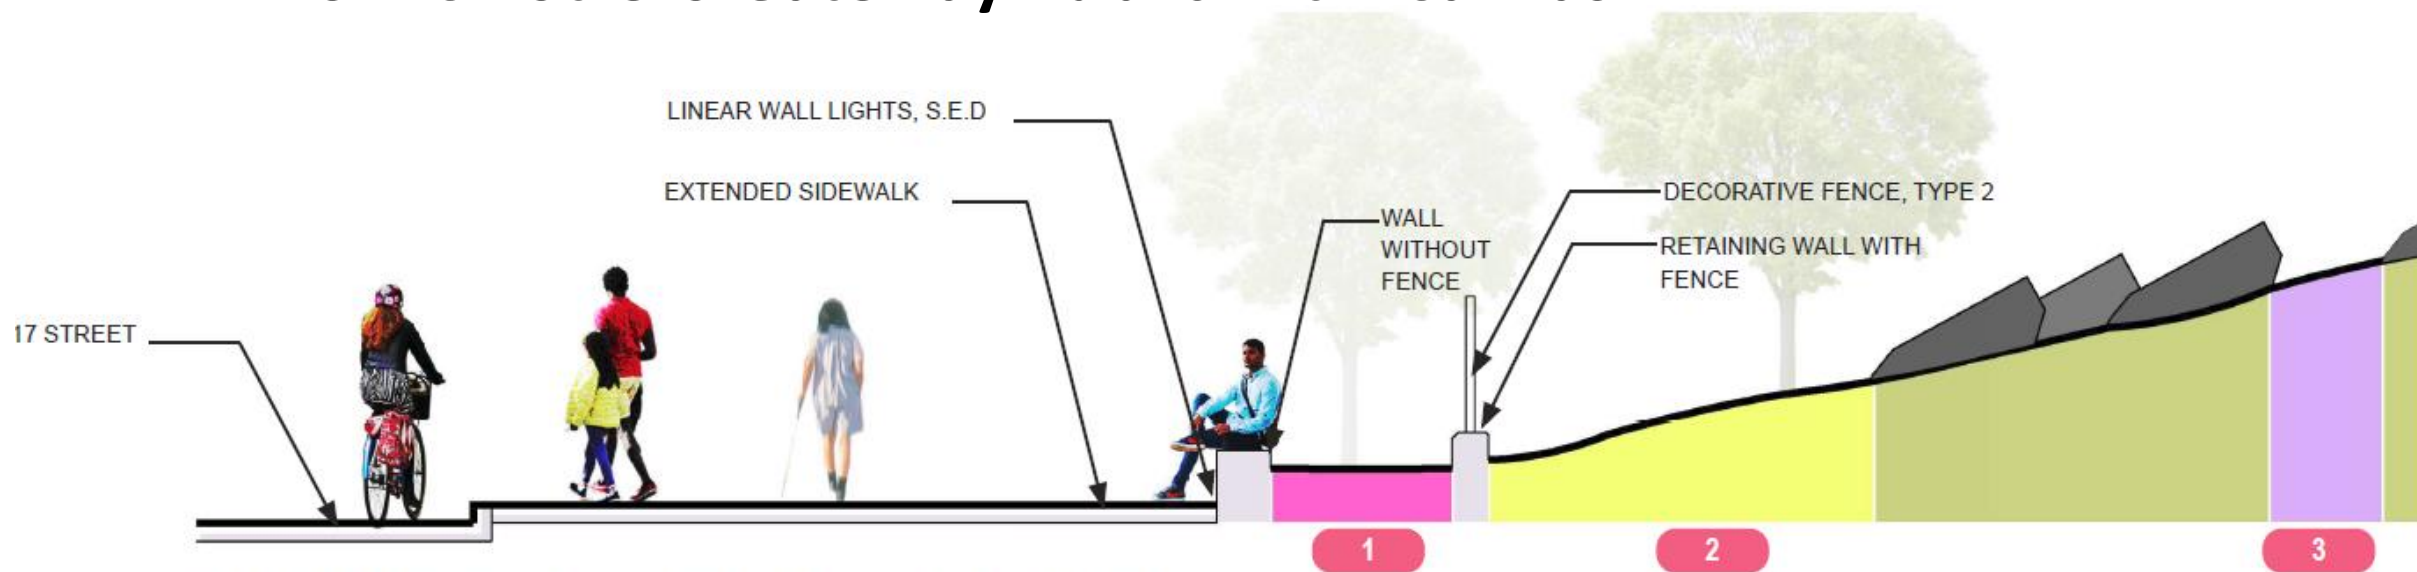 LINEAR WALL LIGHTS, S.E.D
EXTENDED SIDEWALK
WALL
WITHOUT
FENCE
DECORATIVE FENCE, TYPE 2
RETAINING WALL WITH
FENCE
17 STREET
1
2
3